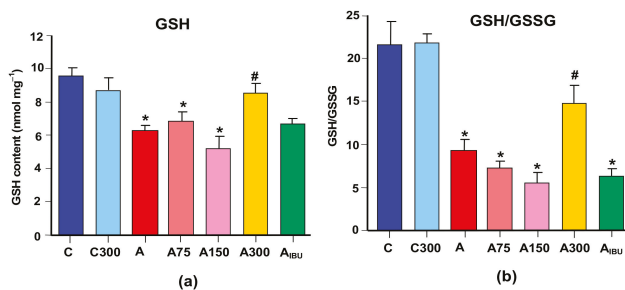 GSH
GSH content (nmol mg⁻¹)
12
10
8
6
4
2
0
*
*
*
#
C C300 A A75 A150 A300 AIBU
(a)
GSH/GSSG
GSH/GSSG
25
20
15
10
5
0
*
*
*
#
*
C C300 A A75 A150 A300 AIBU
(b)